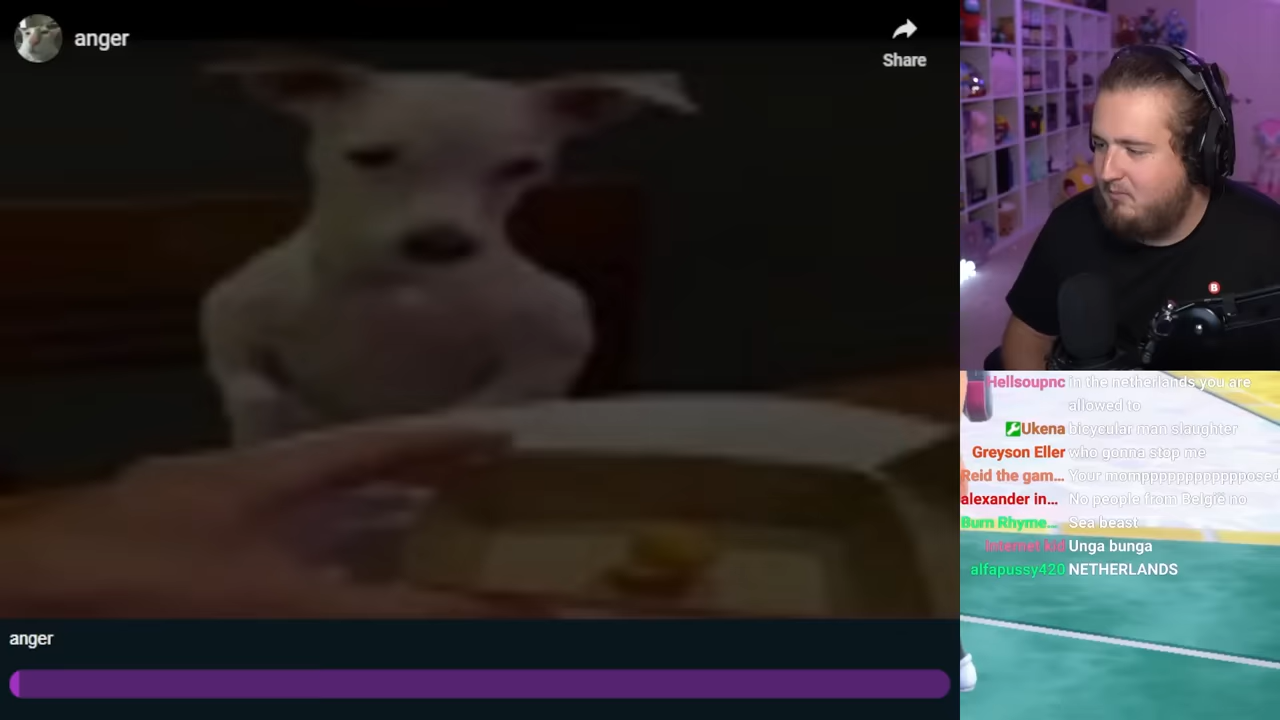 anger
Share
anger
B
Hellsoupnc in the netherlands you are
allowed to
Ukena bicycular man slaughter
Greyson Eller who gonna stop me
Reid the gam... Your momppppppppppposed
alexander in... No people from Belgïe no
Burn Rhyme... Sea beast
Internet kid Unga bunga
alfapussy420 NETHERLANDS